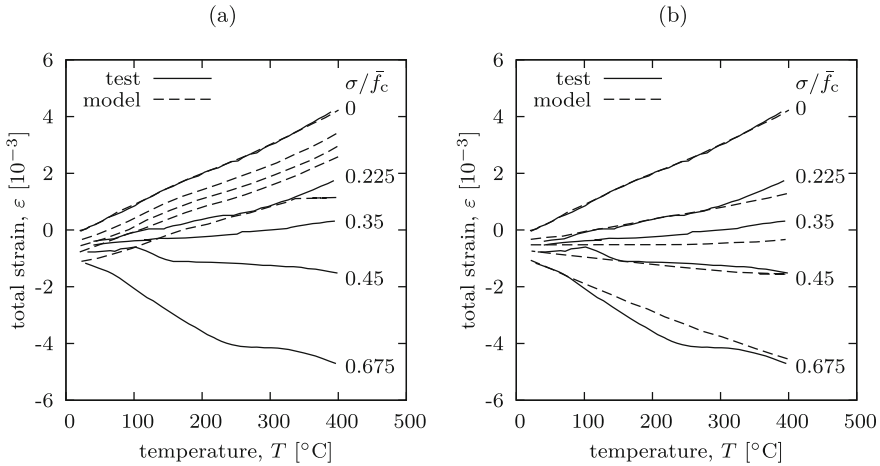 (a)
6
4
2
0
-2
-4
-6
0 100 200 300 400 500
total strain, ε [10⁻³]
temperature, T [°C]
test
model
σ/f̄c
0
0.225
0.35
0.45
0.675
(b)
6
4
2
0
-2
-4
-6
0 100 200 300 400 500
total strain, ε [10⁻³]
temperature, T [°C]
test
model
σ/f̄c
0
0.225
0.35
0.45
0.675